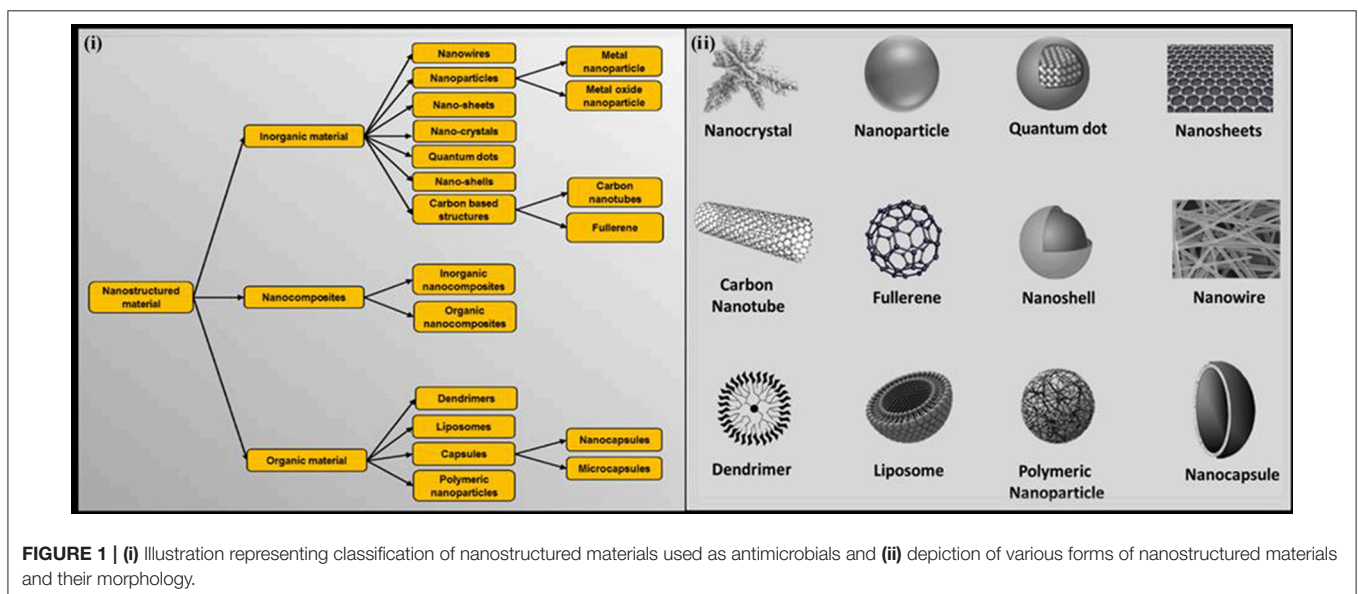 (i)
Nanostructured
material
Inorganic material
Nanocomposites
Organic material
Nanowires
Nanoparticles
Nano-sheets
Nano-crystals
Quantum dots
Nano-shells
Carbon based
structures
Inorganic
nanocomposites
Organic
nanocomposites
Dendrimers
Liposomes
Capsules
Polymeric
nanoparticles
Metal
nanoparticle
Metal oxide
nanoparticle
Carbon
nanotubes
Fullerene
Nanocapsules
Microcapsules
(ii)
Nanocrystal
Nanoparticle
Quantum dot
Nanosheets
Carbon
Nanotube
Fullerene
Nanoshell
Nanowire
Dendrimer
Liposome
Polymeric
Nanoparticle
Nanocapsule
FIGURE 1 | (i) Illustration representing classification of nanostructured materials used as antimicrobials and (ii) depiction of various forms of nanostructured materials
and their morphology.